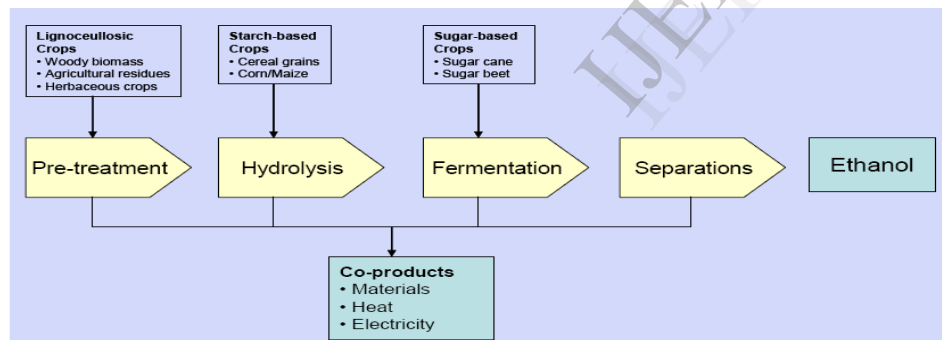 Lignoceullosic
Crops
• Woody biomass
• Agricultural residues
• Herbaceous crops
Starch-based
Crops
• Cereal grains
• Corn/Maize
Sugar-based
Crops
• Sugar cane
• Sugar beet
Pre-treatment
Hydrolysis
Fermentation
Separations
Ethanol
Co-products
• Materials
• Heat
• Electricity